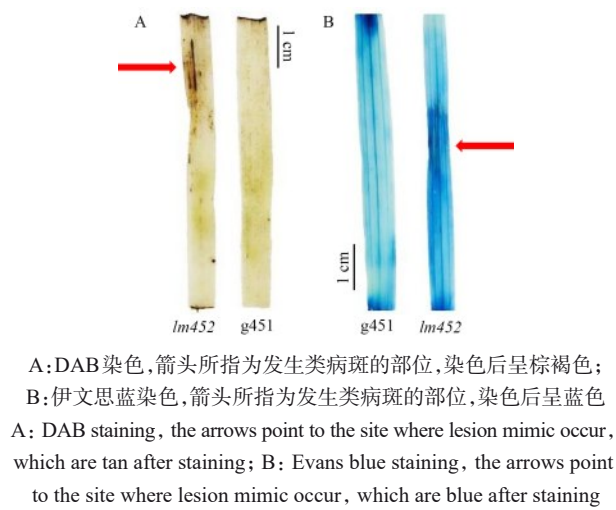 A
B
1 cm
1 cm
lm452
g451
g451
lm452
A:DAB染色,箭头所指为发生类病斑的部位,染色后呈棕褐色;
B:伊文思蓝染色,箭头所指为发生类病斑的部位,染色后呈蓝色
A: DAB staining, the arrows point to the site where lesion mimic occur,
which are tan after staining; B: Evans blue staining, the arrows point
to the site where lesion mimic occur, which are blue after staining